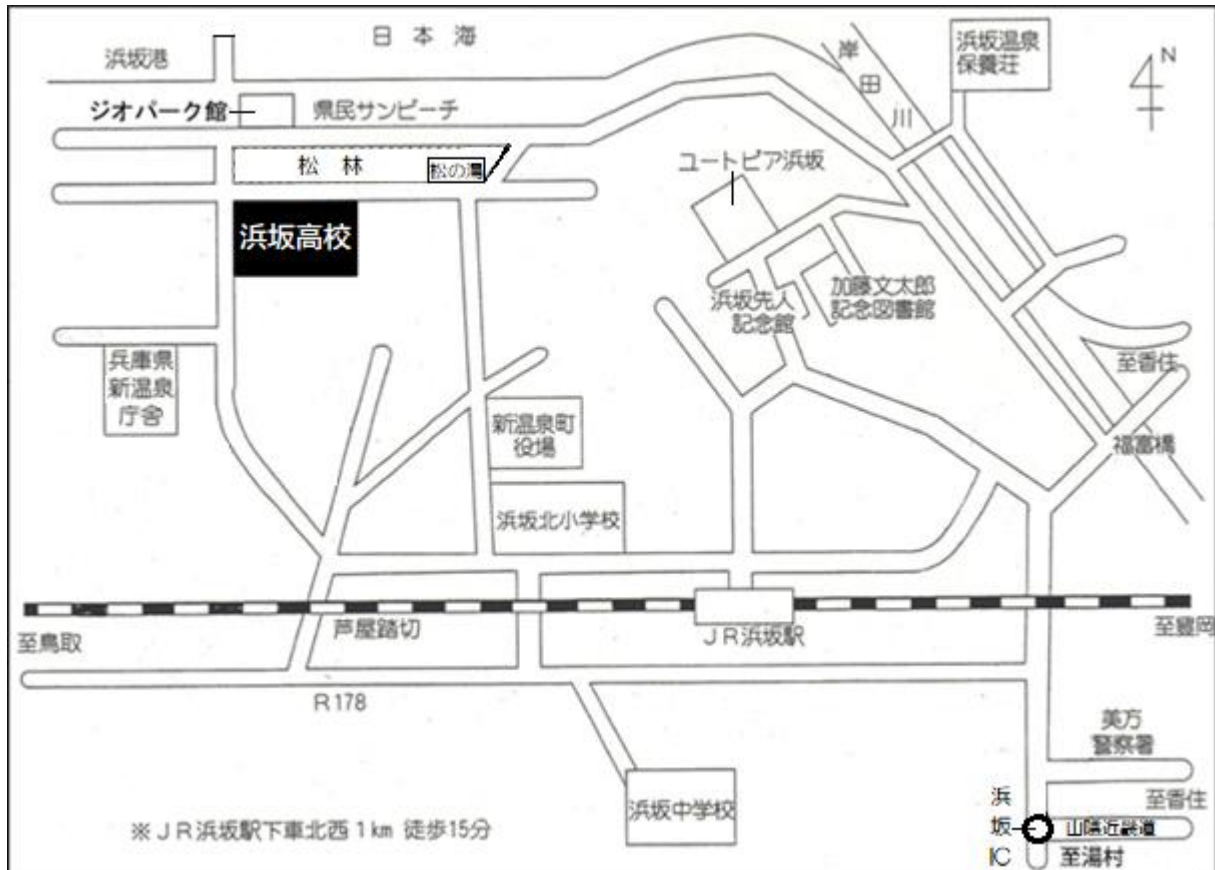 日本海
浜坂港
ジオパーク館
県民サンビーチ
松林
松の湯
浜坂高校
岸田川
浜坂温泉
保養荘
N
ユートピア浜坂
浜坂先人
記念館
加藤文太郎
記念図書館
至香住
福富橋
兵庫県
新温泉
庁舎
新温泉町
役場
浜坂北小学校
至鳥取
芦屋踏切
JR浜坂駅
至豊岡
R178
美方
警察署
浜坂中学校
至香住
浜坂IC
山陰近畿道
至湯村
※JR浜坂駅下車北西1km 徒歩15分